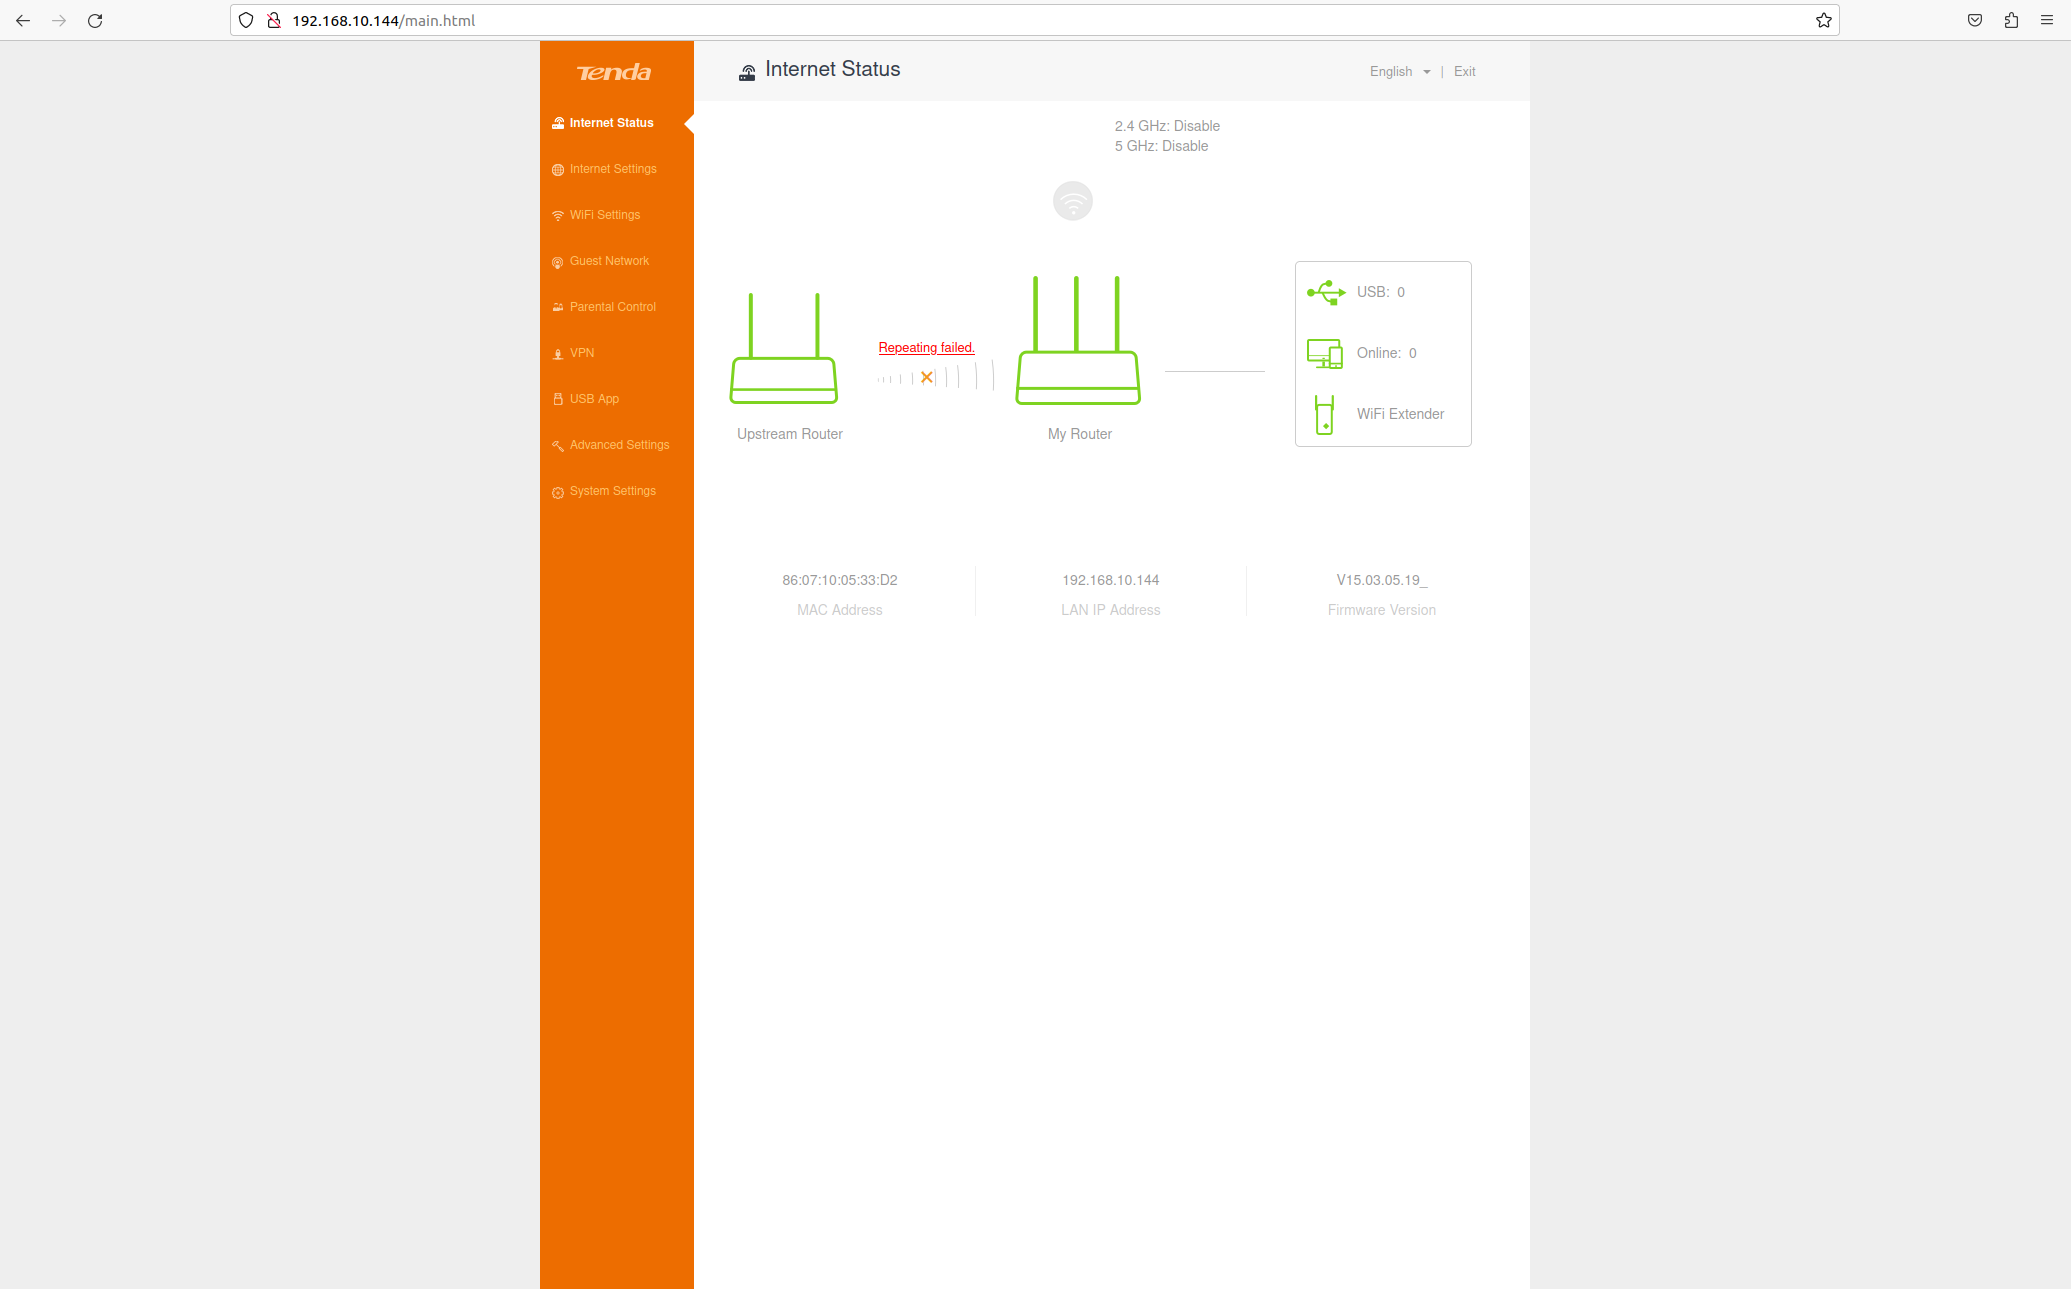 192.168.10.144/main.html
Tenda
Internet Status
English | Exit
Internet Status
Internet Settings
WiFi Settings
Guest Network
Parental Control
VPN
USB App
Advanced Settings
System Settings
2.4 GHz: Disable
5 GHz: Disable
Repeating failed.
Upstream Router
My Router
USB: 0
Online: 0
WiFi Extender
86:07:10:05:33:D2
MAC Address
192.168.10.144
LAN IP Address
V15.03.05.19_
Firmware Version